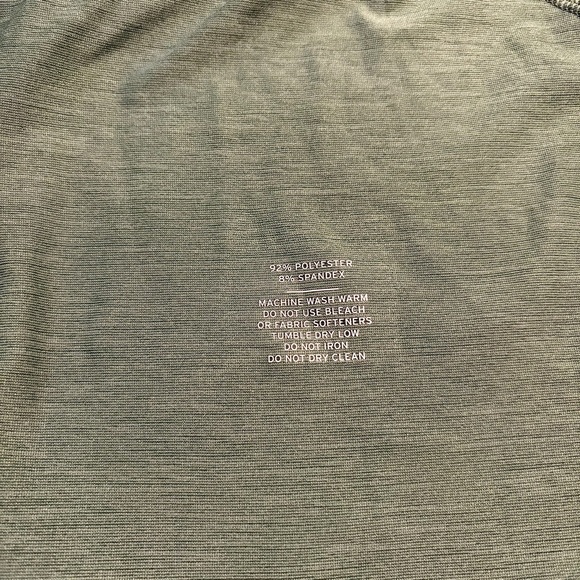 92% POLYESTER
8% SPANDEX
MACHINE WASH WARM
DO NOT USE BLEACH
OR FABRIC SOFTENERS
TUMBLE DRY LOW
DO NOT IRON
DO NOT DRY CLEAN